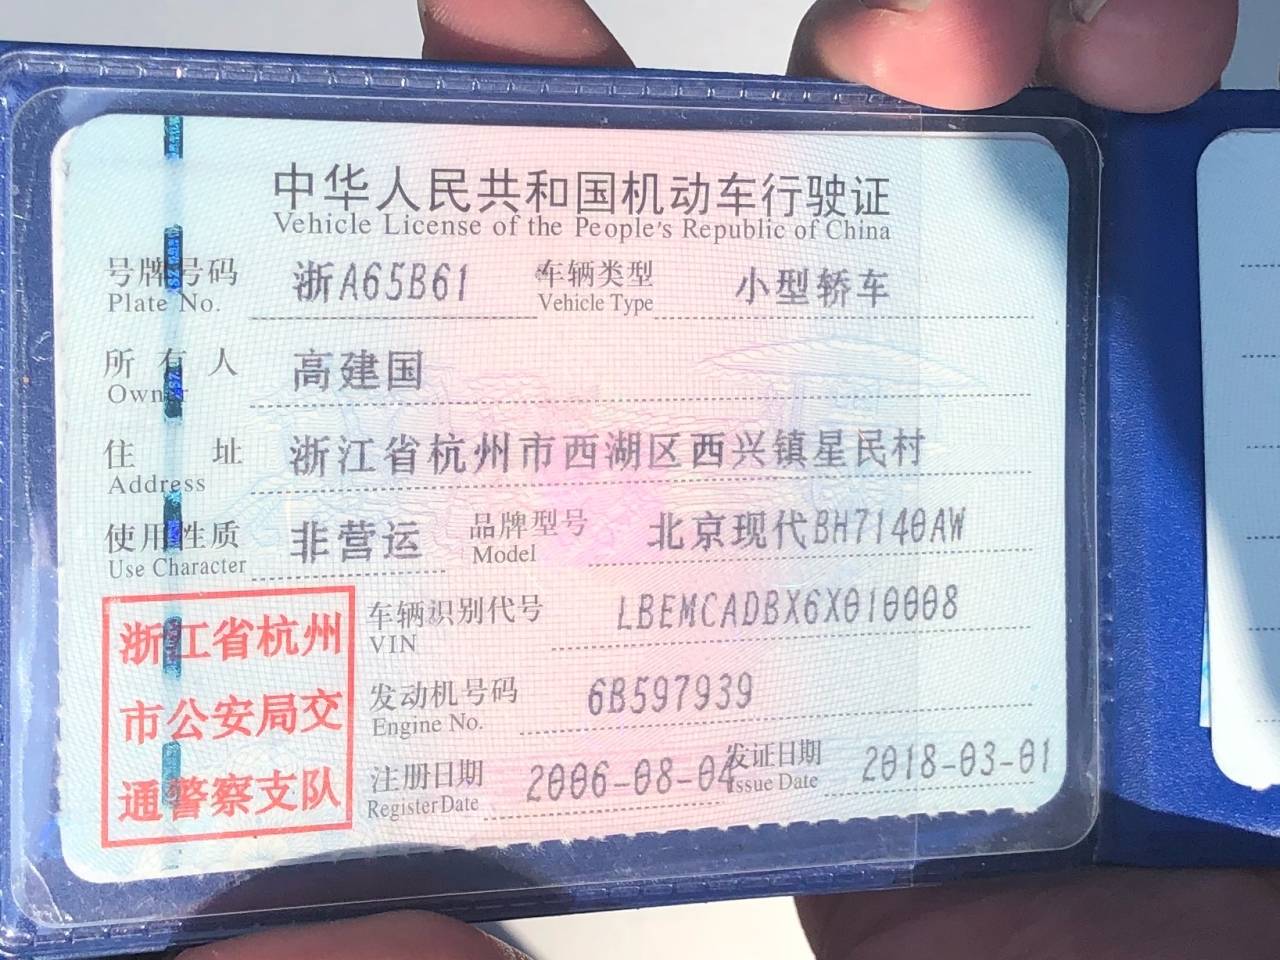 中华人民共和国机动车行驶证
Vehicle License of the People's Republic of China
号牌号码 浙A65B61 车辆类型 小型轿车
Plate No. Vehicle Type
所有人 高建国
Owner
住址 浙江省杭州市西湖区西兴镇星民村
Address
使用性质 非营运 品牌型号 北京现代BH7140AW
Use Character Model
浙江省杭州
市公安局交
通警察支队
车辆识别代号 LBEMCADBX6X010008
VIN
发动机号码 6B597939
Engine No.
注册日期 2006-08-04 发证日期 2018-03-01
Register Date Issue Date